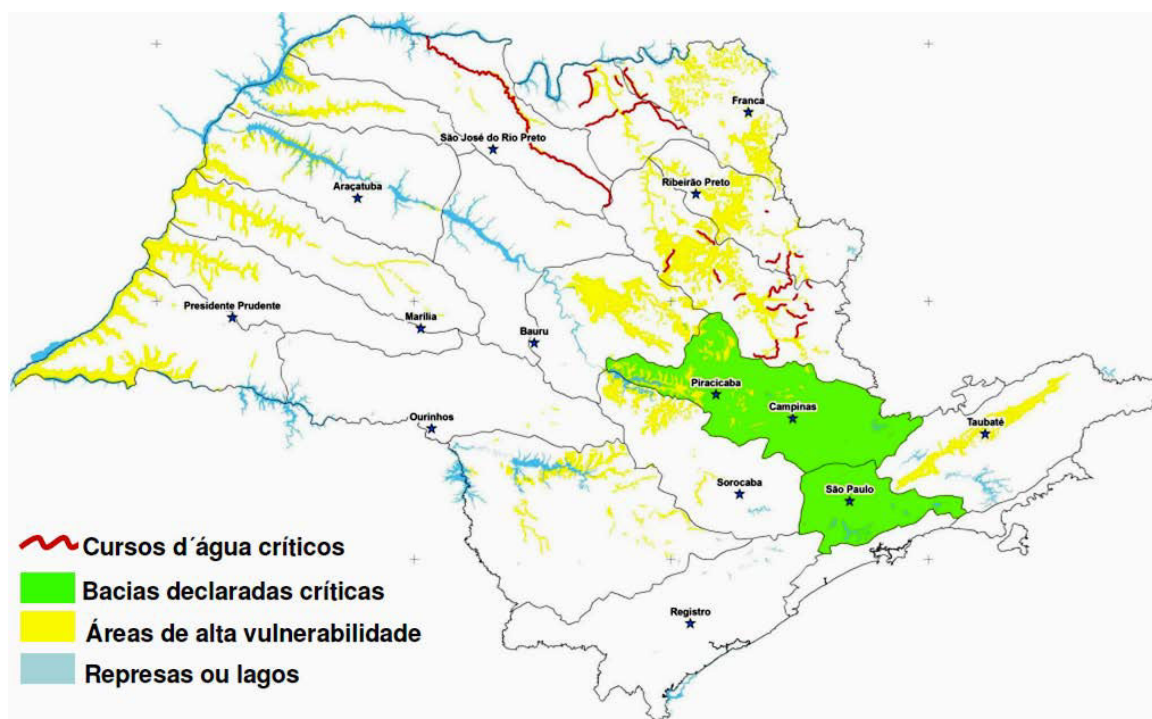 Franca
São José do Rio Preto
Ribeirão Preto
Araçatuba
Presidente Prudente
Marília
Bauru
Piracicaba
Campinas
Ourinhos
Taubaté
Sorocaba
São Paulo
Registro
Cursos d´água críticos
Bacias declaradas críticas
Áreas de alta vulnerabilidade
Represas ou lagos